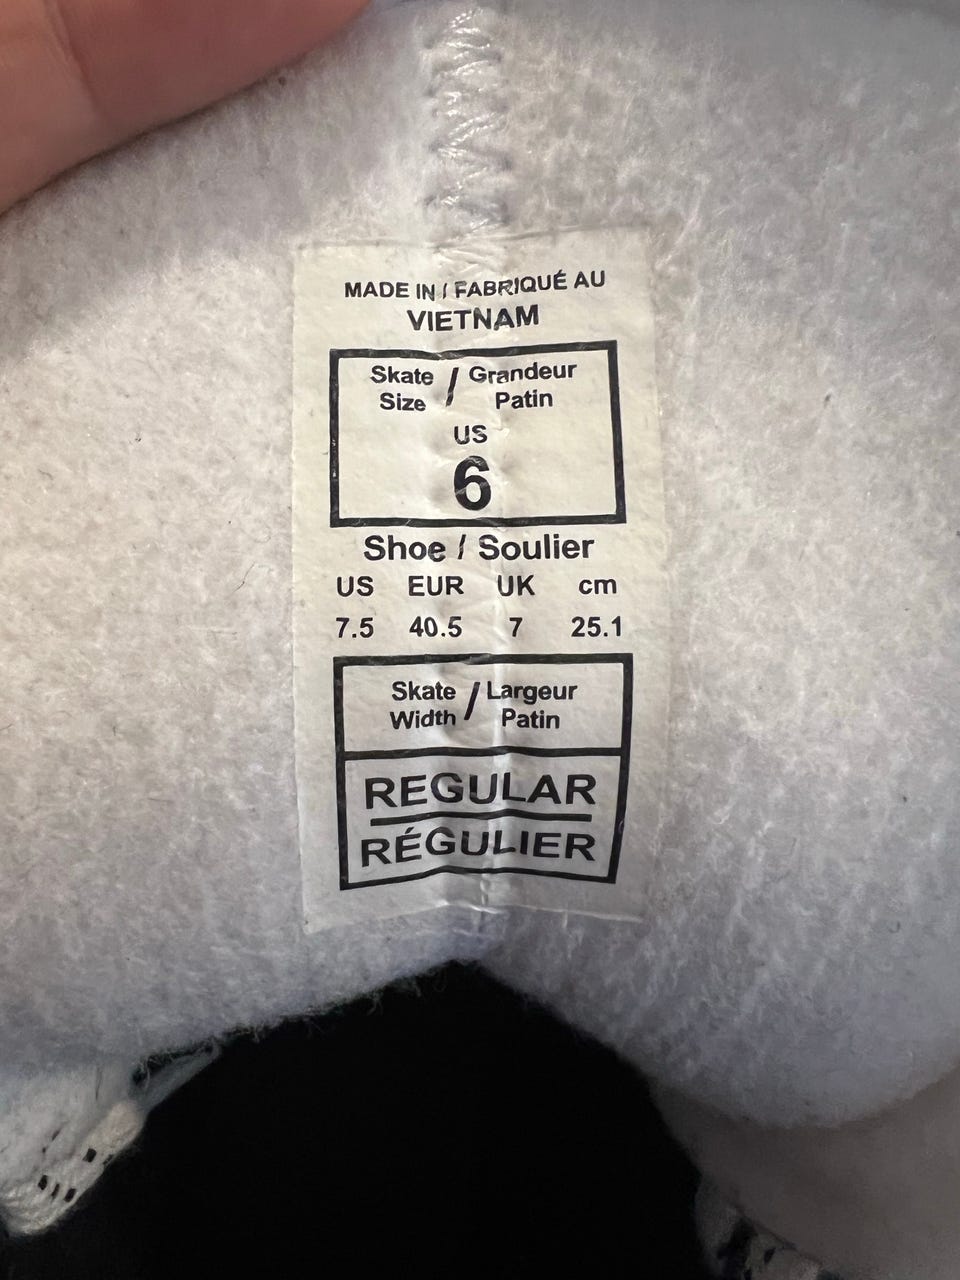 MADE IN / FABRIQUÉ AU
VIETNAM
Skate / Grandeur
Size Patin
US
6
Shoe / Soulier
US EUR UK cm
7.5 40.5 7 25.1
Skate / Largeur
Width Patin
REGULAR
RÉGULIER